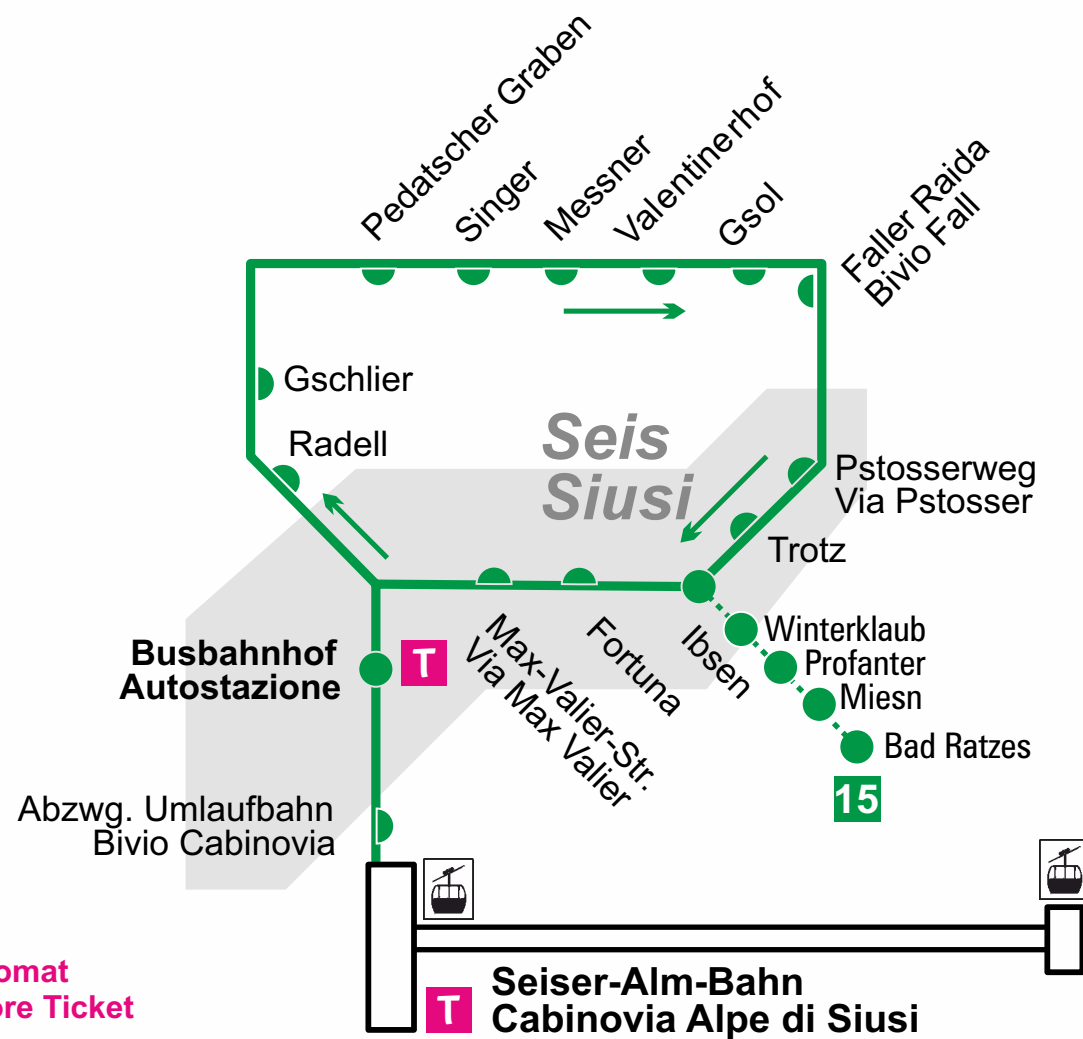 Pedatscher Graben
Singer
Messner
Valentinerhof
Gsol
Faller Raida
Bivio Fall
Gschlier
Radell
Seis
Siusi
Pstosserweg
Via Pstosser
Trotz
Busbahnhof
Autostazione
T
Max-Valier-Str.
Via Max Valier
Fortuna
Ibsen
Winterklaub
Profanter
Miesn
Bad Ratzes
15
Abzwg. Umlaufbahn
Bivio Cabinovia
omat
ore Ticket
T
Seiser-Alm-Bahn
Cabinovia Alpe di Siusi